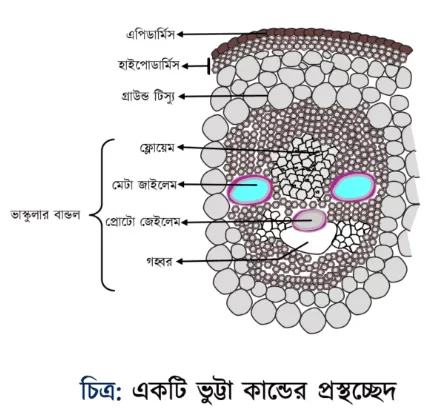 এপিডার্মিস
হাইপোডার্মিস
গ্রাউন্ড টিস্যু
ফ্লোয়েম
মেটা জাইলেম
ভাস্কুলার বান্ডল
প্রোটো জেইলেম
গহ্বর
চিত্র: একটি ভুট্টা কান্ডের প্রস্থচ্ছেদ